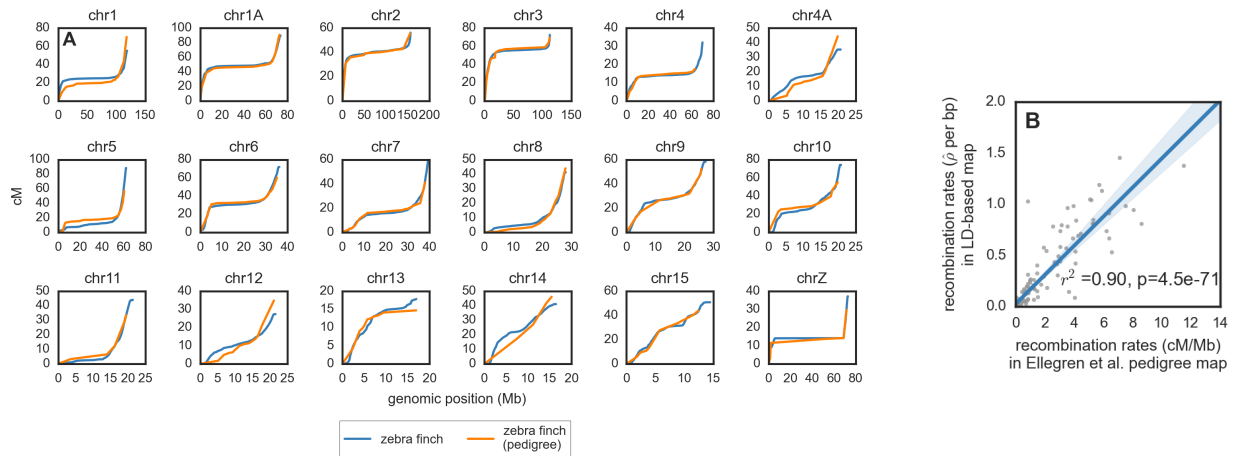 chr1
chr1A
chr2
chr3
chr4
chr4A
A
80
60
40
20
0
0 50 100 150
100
80
60
40
20
0
0 20 40 60 80
60
40
20
0
0 50 100 150 200
80
60
40
20
0
0 50 100 150
80
60
40
20
0
0 20 40 60 80
50
40
30
20
10
0
0 5 10 15 20 25
cM
chr5
chr6
chr7
chr8
chr9
chr10
100
80
60
40
20
0
0 20 40 60 80
80
60
40
20
0
0 10 20 30 40
60
40
20
0
0 10 20 30 40
50
40
30
20
10
0
0 10 20 30
60
40
20
0
0 10 20 30
80
60
40
20
0
0 5 10 15 20 25
chr11
chr12
chr13
chr14
chr15
chrZ
50
40
30
20
10
0
0 5 10 15 20 25
40
30
20
10
0
0 5 10 15 20 25
20
15
10
5
0
0 5 10 15 20
50
40
30
20
10
0
0 5 10 15 20
60
40
20
0
0 5 10 15
40
30
20
10
0
0 20 40 60 80
genomic position (Mb)
zebra finch
zebra finch
(pedigree)
B
recombination rates (ρ̂ per bp)
in LD-based map
2.0
1.5
1.0
0.5
0.0
r² =0.90, p=4.5e-71
0 2 4 6 8 10 12 14
recombination rates (cM/Mb)
in Ellegren et al. pedigree map